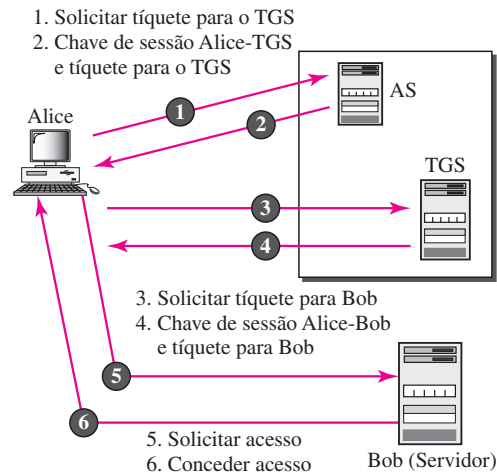 1. Solicitar tíquete para o TGS
2. Chave de sessão Alice-TGS
e tíquete para o TGS
Alice
AS
1
2
TGS
3
4
3. Solicitar tíquete para Bob
4. Chave de sessão Alice-Bob
e tíquete para Bob
5
6
5. Solicitar acesso
6. Conceder acesso
Bob (Servidor)